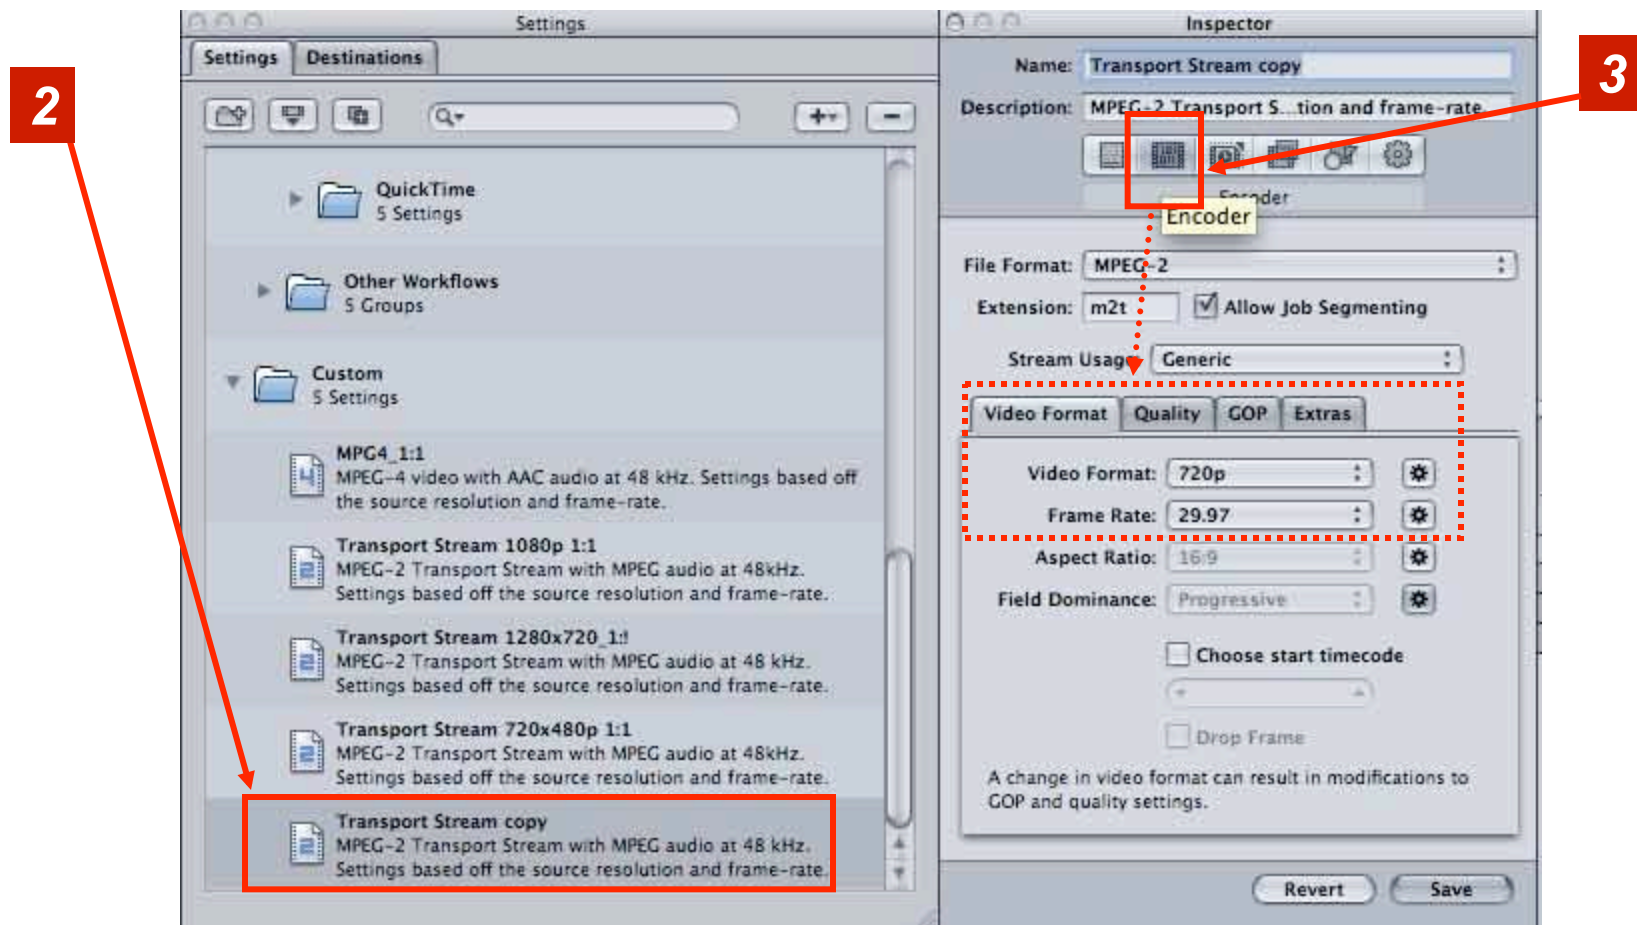 2
Settings
Settings Destinations
QuickTime
5 Settings
Other Workflows
5 Groups
Custom
5 Settings
MPG4_1:1
MPEG-4 video with AAC audio at 48 kHz. Settings based off
the source resolution and frame-rate.
Transport Stream 1080p 1:1
MPEG-2 Transport Stream with MPEG audio at 48kHz.
Settings based off the source resolution and frame-rate.
Transport Stream 1280x720_1:!
MPEG-2 Transport Stream with MPEG audio at 48 kHz.
Settings based off the source resolution and frame-rate.
Transport Stream 720x480p 1:1
MPEG-2 Transport Stream with MPEG audio at 48kHz.
Settings based off the source resolution and frame-rate.
Transport Stream copy
MPEG-2 Transport Stream with MPEG audio at 48 kHz.
Settings based off the source resolution and frame-rate.
Inspector
3
Name: Transport Stream copy
Description: MPEG-2 Transport S...tion and frame-rate.
Encoder
Encoder
File Format: MPEG-2
Extension: m2t Allow Job Segmenting
Stream Usage: Generic
Video Format Quality GOP Extras
Video Format: 720p
Frame Rate: 29.97
Aspect Ratio: 16:9
Field Dominance: Progressive
Choose start timecode
Drop Frame
A change in video format can result in modifications to
GOP and quality settings.
Revert Save